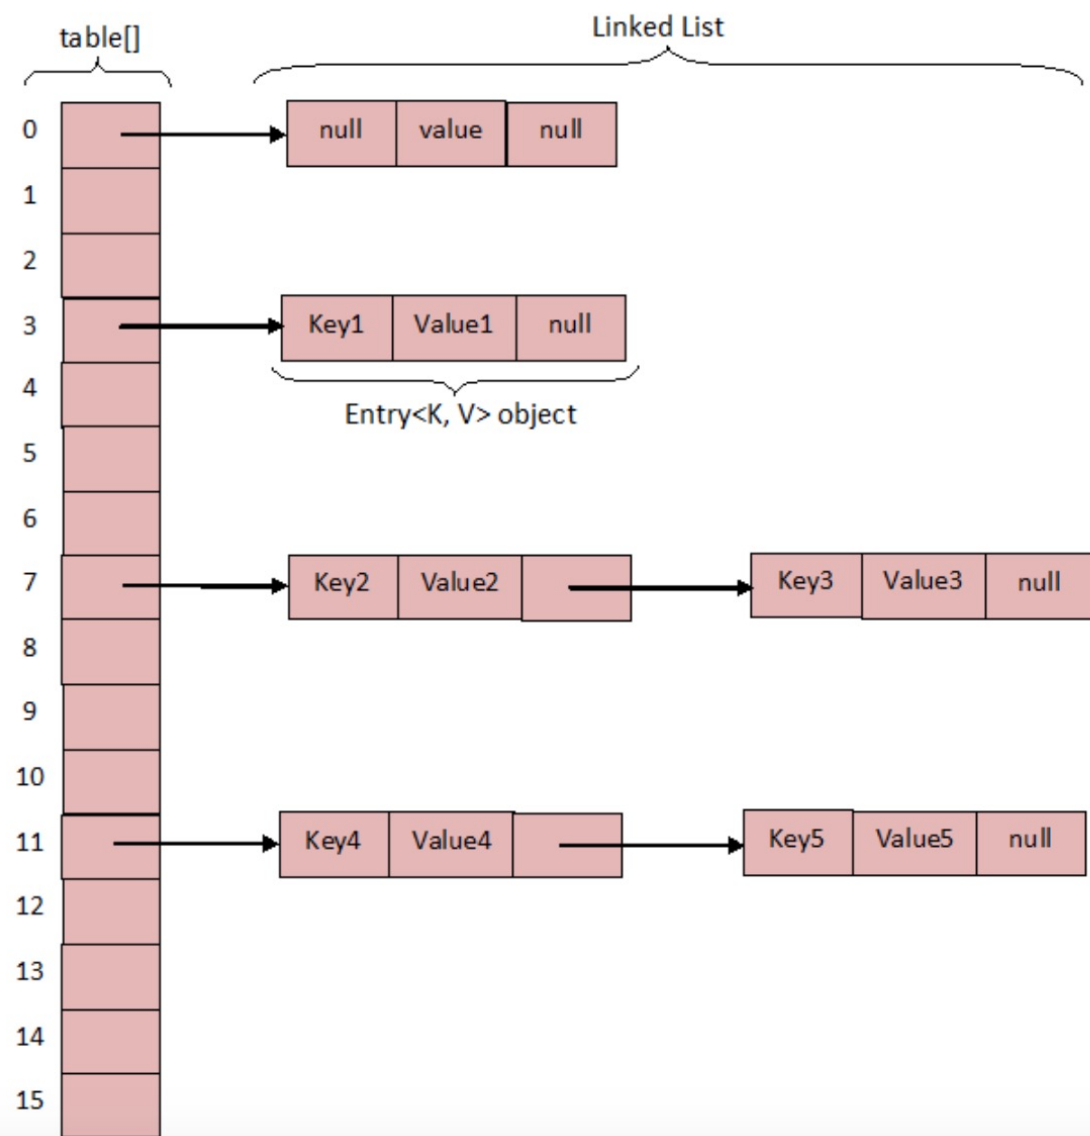 table[]
Linked List
0 null value null
1
2
3 Key1 Value1 null
4
Entry<K, V> object
5
6
7 Key2 Value2 Key3 Value3 null
8
9
10
11 Key4 Value4 Key5 Value5 null
12
13
14
15